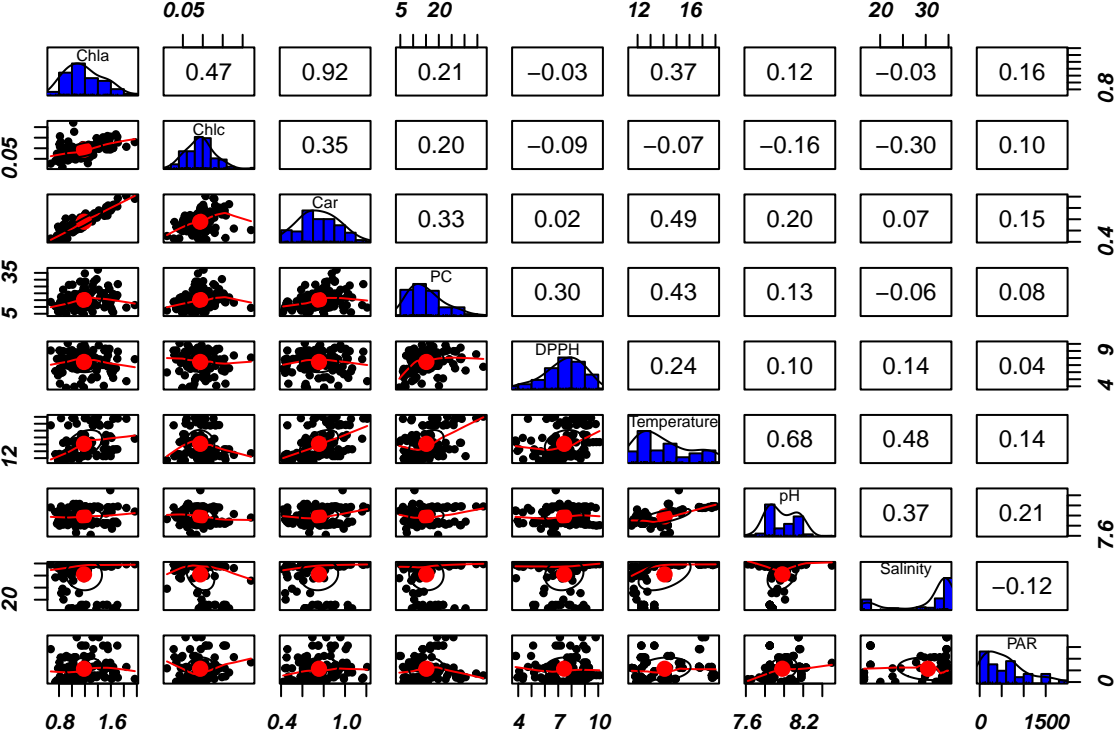 0.05 5 20 12 16 20 30
Chla 0.47 0.92 0.21 −0.03 0.37 0.12 −0.03 0.16 0.8
0.05 Chlc 0.35 0.20 −0.09 −0.07 −0.16 −0.30 0.10
Car 0.33 0.02 0.49 0.20 0.07 0.15 0.4
5 35 PC 0.30 0.43 0.13 −0.06 0.08
DPPH 0.24 0.10 0.14 0.04 4 9
12 Temperature 0.68 0.48 0.14
pH 0.37 0.21 7.6
20 Salinity −0.12
PAR 0
0.8 1.6 0.4 1.0 4 7 10 7.6 8.2 0 1500